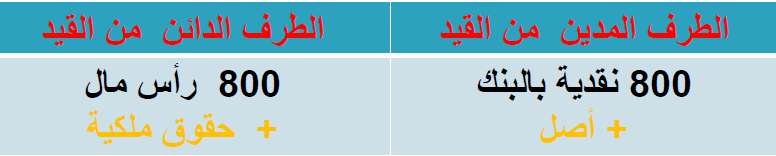 الطرف المدين من القيد
الطرف الدائن من القيد
800 نقدية بالبنك
+ أصل
800 رأس مال
+ حقوق ملكية